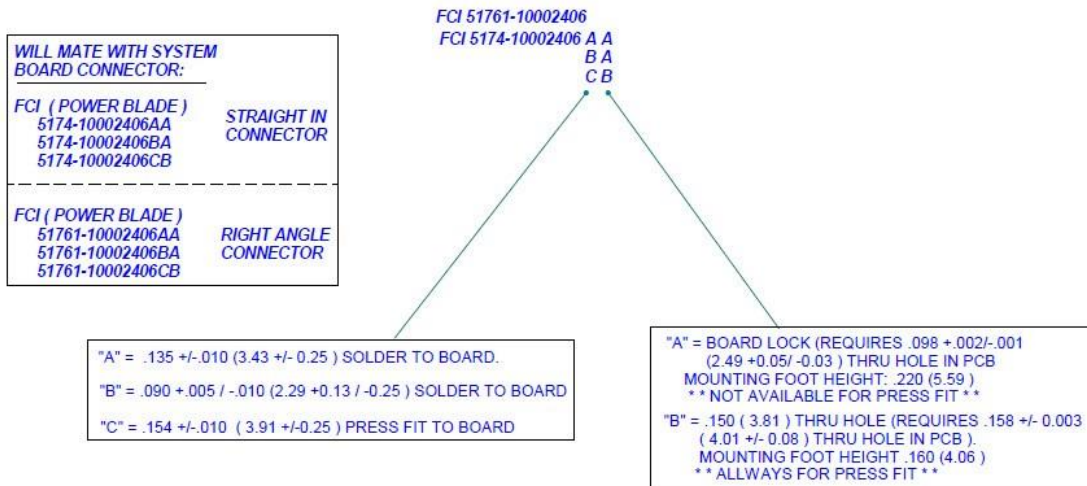 FCI 51761-10002406
FCI 5174-10002406 A A
B A
C B
WILL MATE WITH SYSTEM
BOARD CONNECTOR:
FCI ( POWER BLADE )
5174-10002406AA
5174-10002406BA
5174-10002406CB
STRAIGHT IN
CONNECTOR
FCI ( POWER BLADE )
51761-10002406AA
51761-10002406BA
51761-10002406CB
RIGHT ANGLE
CONNECTOR
"A" = .135 +/-.010 (3.43 +/- 0.25 ) SOLDER TO BOARD.
"B" = .090 +.005 / -.010 (2.29 +0.13 / -0.25 ) SOLDER TO BOARD
"C" = .154 +/-.010 ( 3.91 +/-0.25 ) PRESS FIT TO BOARD
"A" = BOARD LOCK (REQUIRES .098 +.002/-.001
(2.49 +0.05/ -0.03 ) THRU HOLE IN PCB
MOUNTING FOOT HEIGHT: .220 (5.59 )
* * NOT AVAILABLE FOR PRESS FIT * *
"B" = .150 ( 3.81 ) THRU HOLE (REQUIRES .158 +/- 0.003
( 4.01 +/- 0.08 ) THRU HOLE IN PCB ).
MOUNTING FOOT HEIGHT .160 (4.06 )
* * ALLWAYS FOR PRESS FIT * *